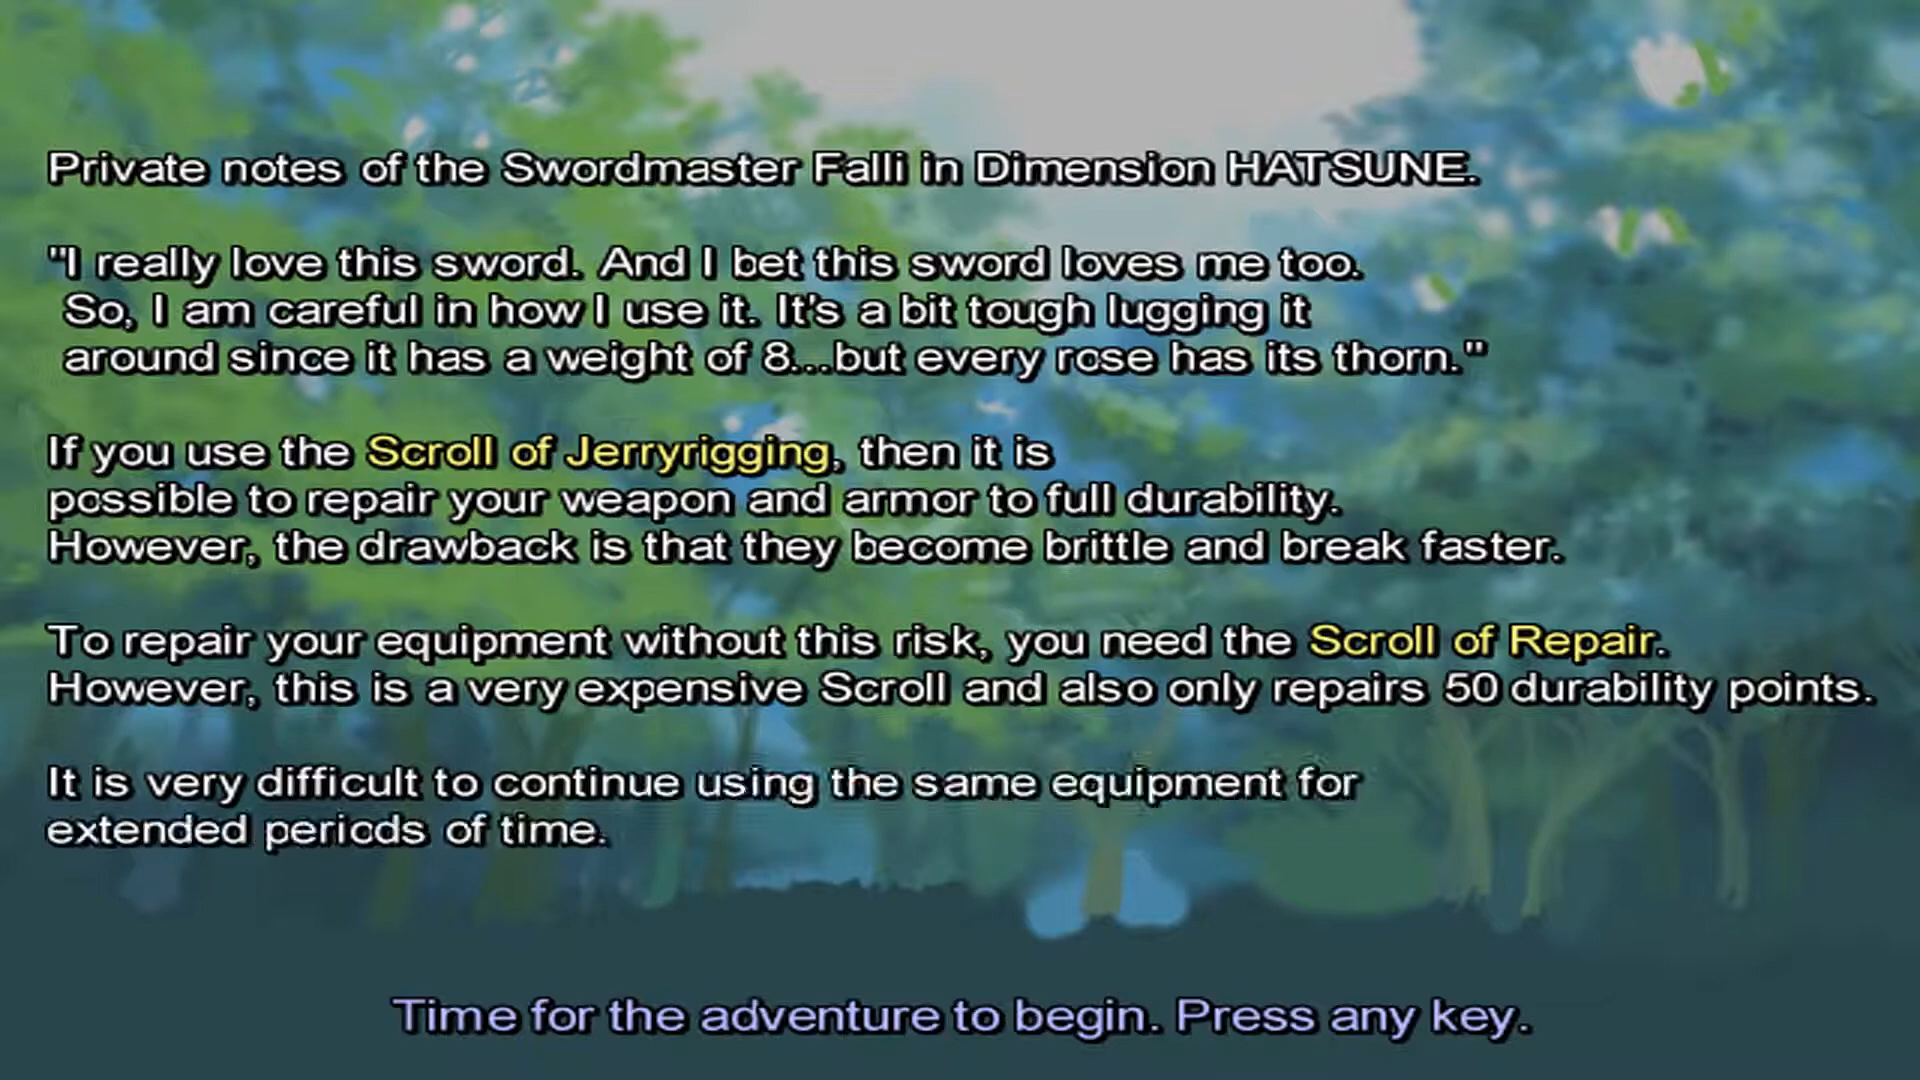 Private notes of the Swordmaster Falli in Dimension HATSUNE.
"I really love this sword. And I bet this sword loves me too.
So, I am careful in how I use it. It's a bit tough lugging it
around since it has a weight of 8...but every rose has its thorn."
If you use the Scroll of Jerryrigging, then it is
possible to repair your weapon and armor to full durability.
However, the drawback is that they become brittle and break faster.
To repair your equipment without this risk, you need the Scroll of Repair.
However, this is a very expensive Scroll and also only repairs 50 durability points.
It is very difficult to continue using the same equipment for
extended periods of time.
Time for the adventure to begin. Press any key.